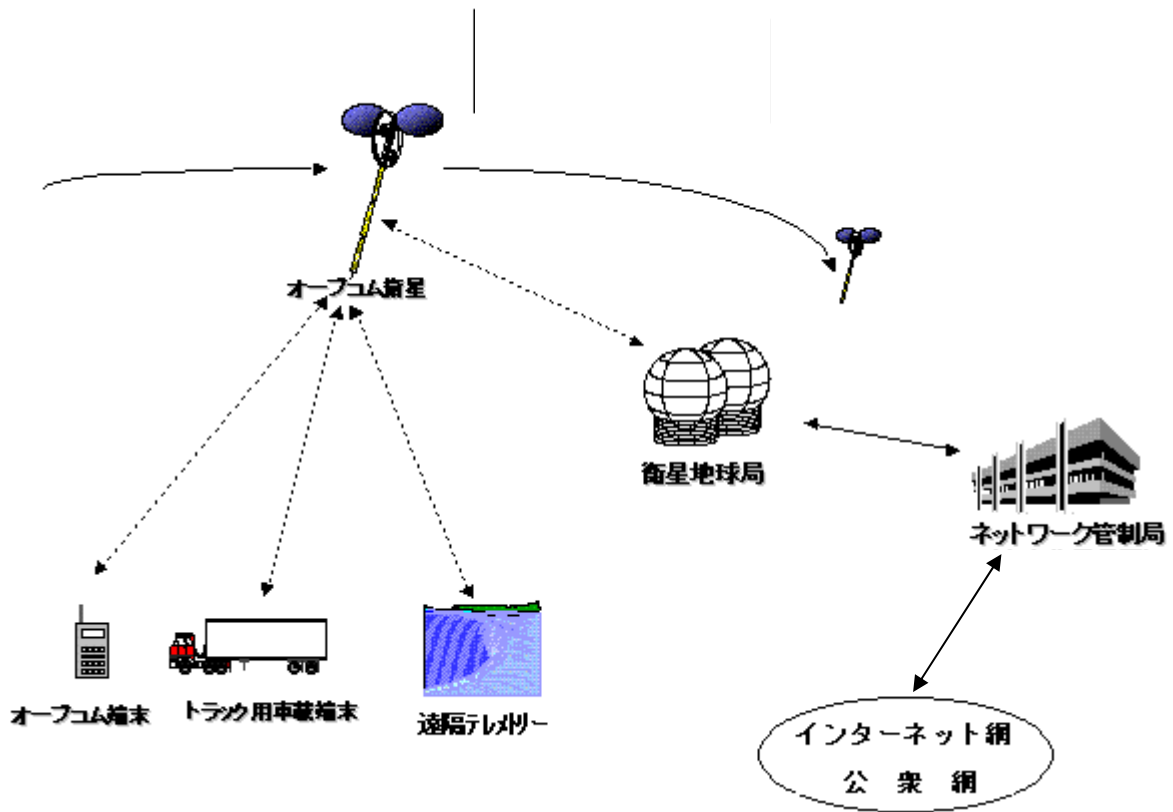 オーブコム衛星
衛星地球局
ネットワーク管制局
オーブコム端末
トラック用車載端末
遠隔テレメトリー
インターネット網
公 衆 網